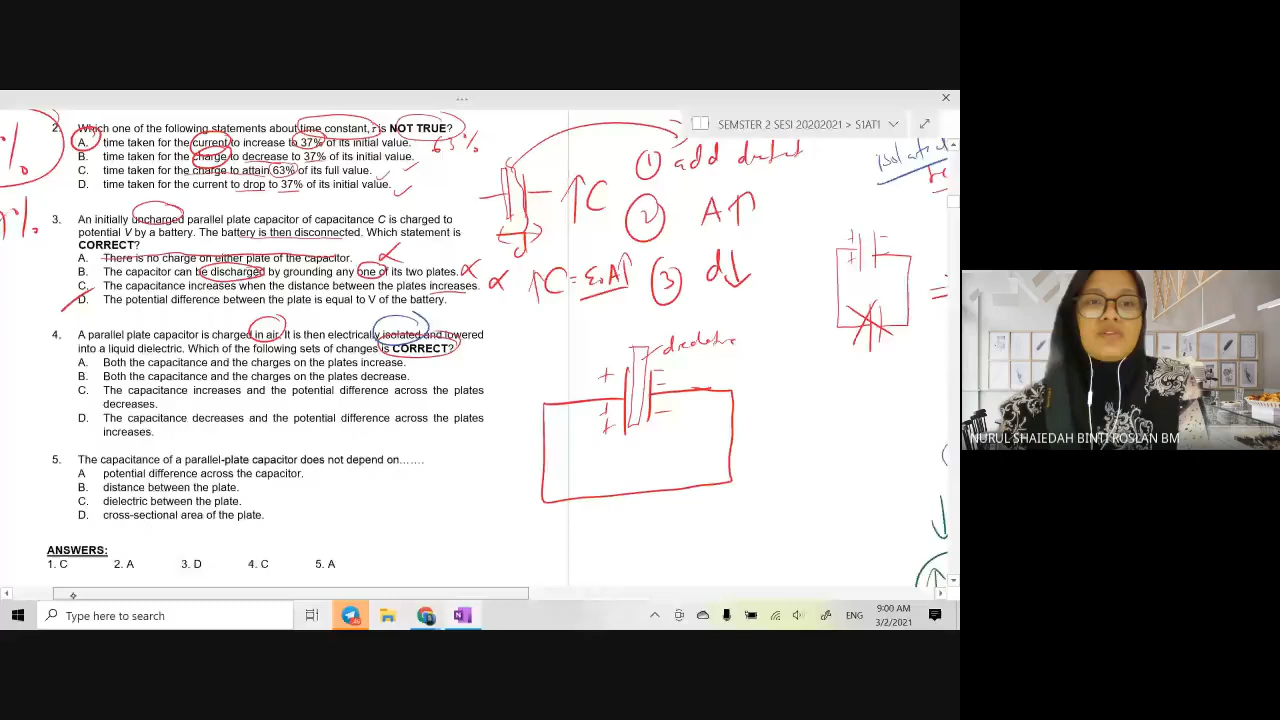 SEMSTER 2 SESI 20202021 > S1ATI
2. Which one of the following statements about time constant, τ is NOT TRUE?
A. time taken for the current to increase to 37% of its initial value.
B. time taken for the charge to decrease to 37% of its initial value.
C. time taken for the charge to attain 63% of its full value.
D. time taken for the current to drop to 37% of its initial value.
63%
3. An initially uncharged parallel plate capacitor of capacitance C is charged to
potential V by a battery. The battery is then disconnected. Which statement is
CORRECT?
A. There is no charge on either plate of the capacitor.
B. The capacitor can be discharged by grounding any one of its two plates.
C. The capacitance increases when the distance between the plates increases.
D. The potential difference between the plate is equal to V of the battery.
4. A parallel plate capacitor is charged in air. It is then electrically isolated and lowered
into a liquid dielectric. Which of the following sets of changes is CORRECT?
A. Both the capacitance and the charges on the plates increase.
B. Both the capacitance and the charges on the plates decrease.
C. The capacitance increases and the potential difference across the plates
decreases.
D. The capacitance decreases and the potential difference across the plates
increases.
5. The capacitance of a parallel-plate capacitor does not depend on…….
A potential difference across the capacitor.
B. distance between the plate.
C. dielectric between the plate.
D. cross-sectional area of the plate.
ANSWERS:
1. C 2. A 3. D 4. C 5. A
↑C
① add
② A↑
d
↑C = ε₀A↑
③ d↓
NURUL SHAIEDAH BINTI ROSLAN BM
Type here to search
ENG
9:00 AM
3/2/2021